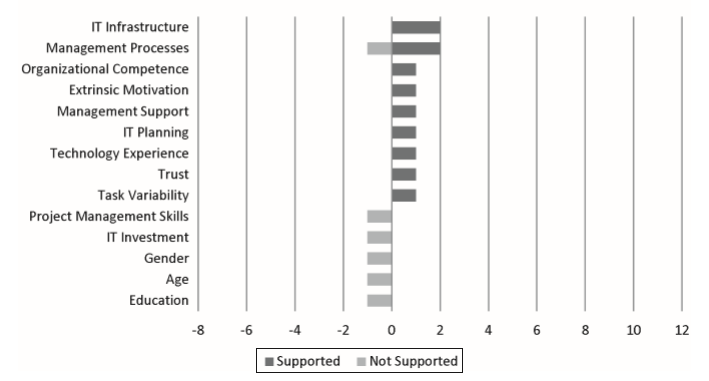 IT Infrastructure
Management Processes
Organizational Competence
Extrinsic Motivation
Management Support
IT Planning
Technology Experience
Trust
Task Variability
Project Management Skills
IT Investment
Gender
Age
Education
-8 -6 -4 -2 0 2 4 6 8 10 12
Supported Not Supported